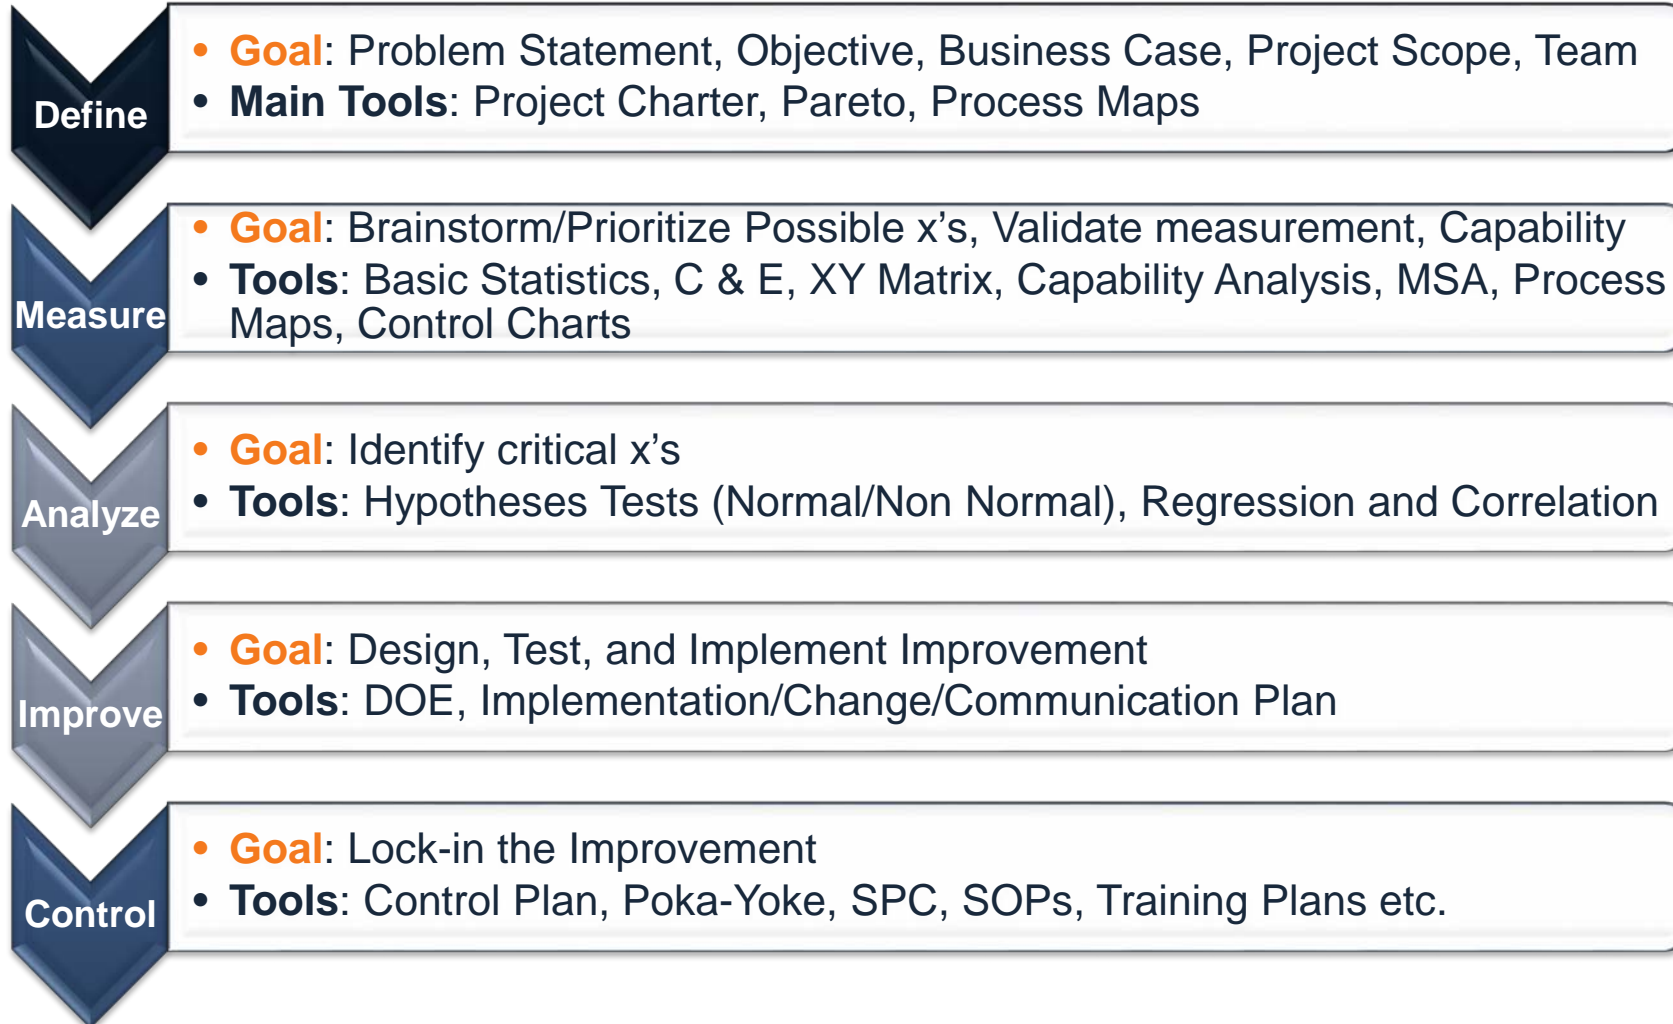 Define
• Goal: Problem Statement, Objective, Business Case, Project Scope, Team
• Main Tools: Project Charter, Pareto, Process Maps
Measure
• Goal: Brainstorm/Prioritize Possible x’s, Validate measurement, Capability
• Tools: Basic Statistics, C & E, XY Matrix, Capability Analysis, MSA, Process
Maps, Control Charts
Analyze
• Goal: Identify critical x’s
• Tools: Hypotheses Tests (Normal/Non Normal), Regression and Correlation
Improve
• Goal: Design, Test, and Implement Improvement
• Tools: DOE, Implementation/Change/Communication Plan
Control
• Goal: Lock-in the Improvement
• Tools: Control Plan, Poka-Yoke, SPC, SOPs, Training Plans etc.